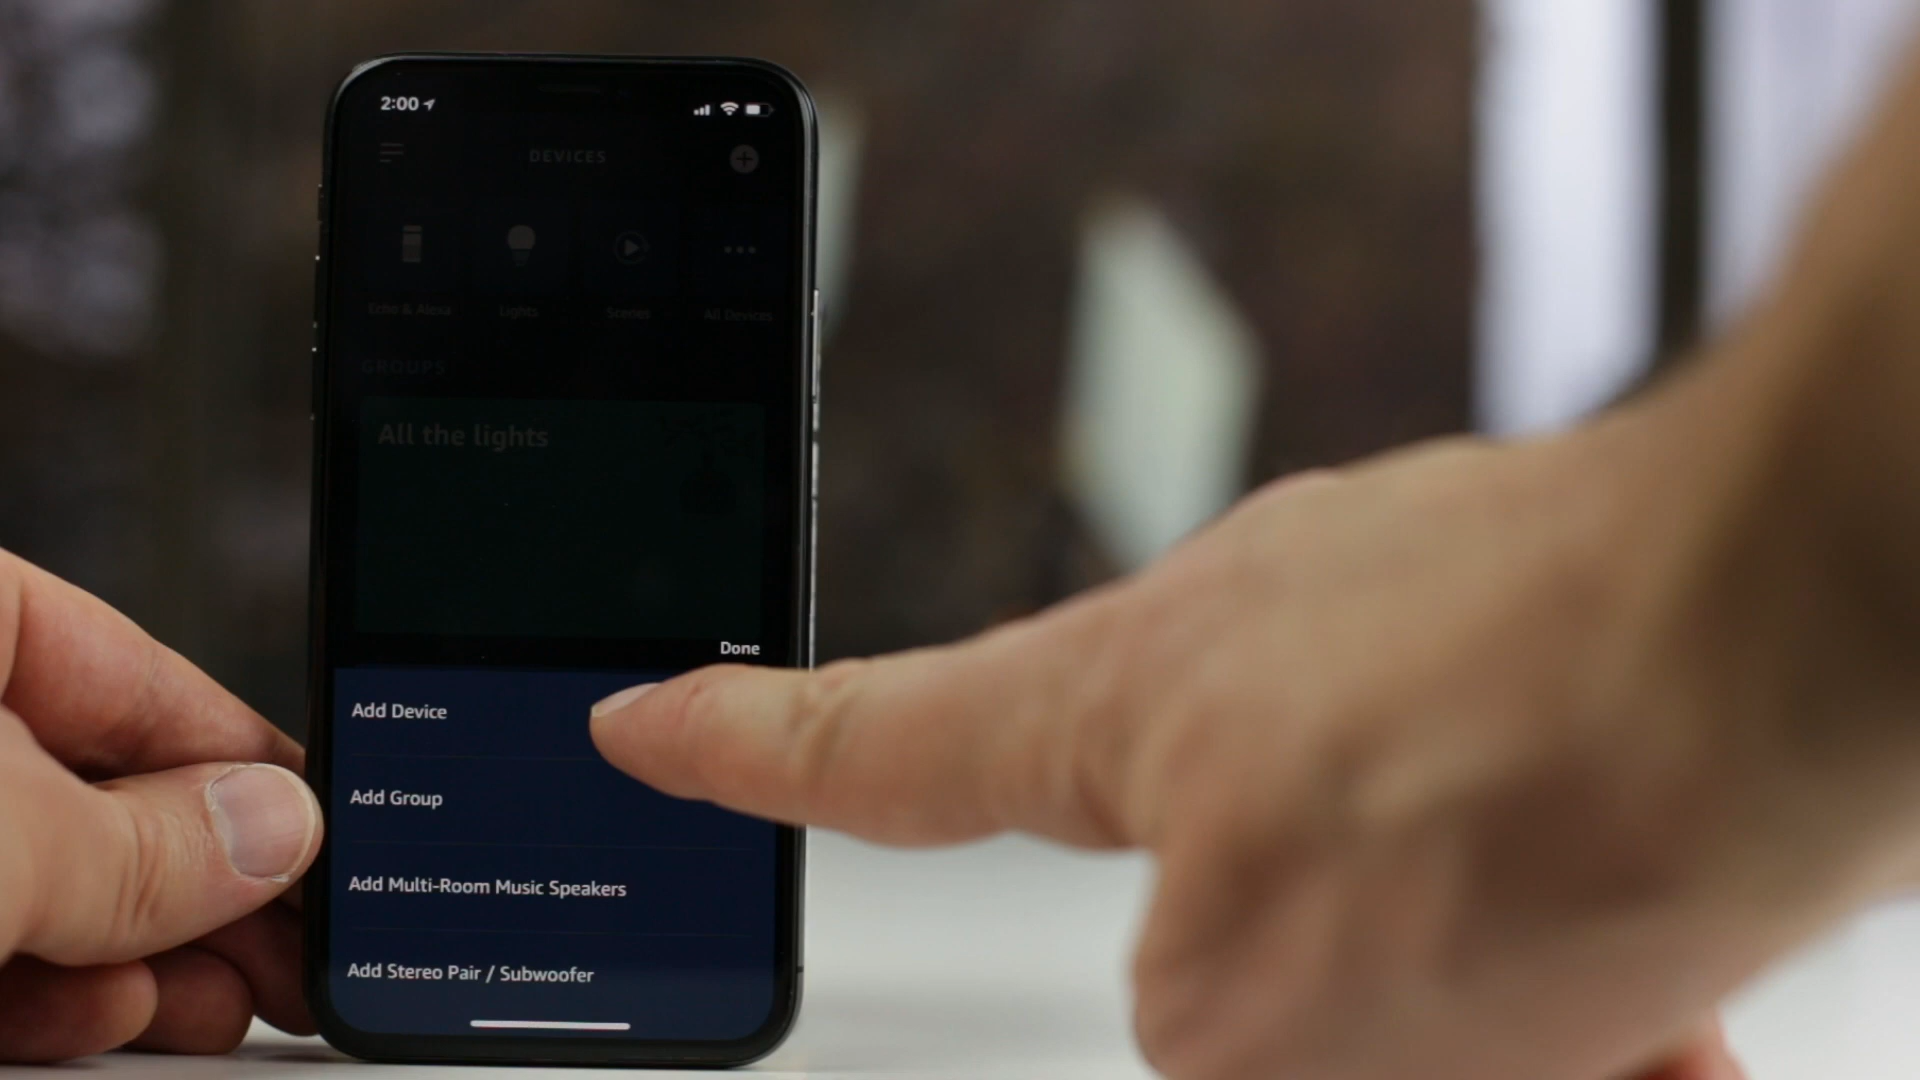 2:00
DEVICES
Echo & Alexa
Lights
Scenes
All Devices
GROUPS
All the lights
Done
Add Device
Add Group
Add Multi-Room Music Speakers
Add Stereo Pair / Subwoofer